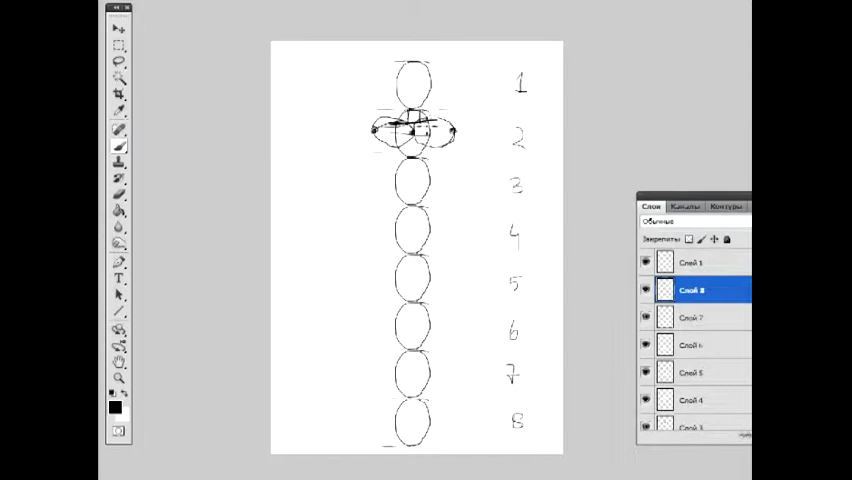 1
2
3
4
5
6
7
8
Слои Каналы Контуры
Обычные
Закрепить:
Слой 1
Слой 8
Слой 7
Слой 6
Слой 5
Слой 4
Слой 3